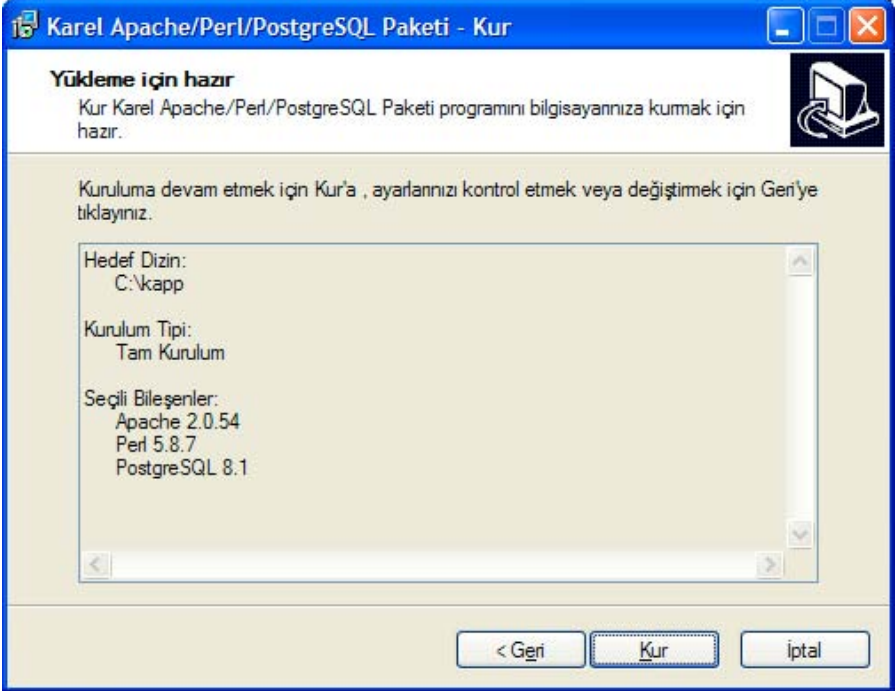 Karel Apache/Perl/PostgreSQL Paketi - Kur
Yükleme için hazır
Kur Karel Apache/Perl/PostgreSQL Paketi programını bilgisayarınıza kurmak için
hazır.
Kuruluma devam etmek için Kur'a , ayarlarınızı kontrol etmek veya değiştirmek için Geri'ye
tıklayınız.
Hedef Dizin:
C:\kapp
Kurulum Tipi:
Tam Kurulum
Seçili Bileşenler:
Apache 2.0.54
Perl 5.8.7
PostgreSQL 8.1
< Geri
Kur
İptal